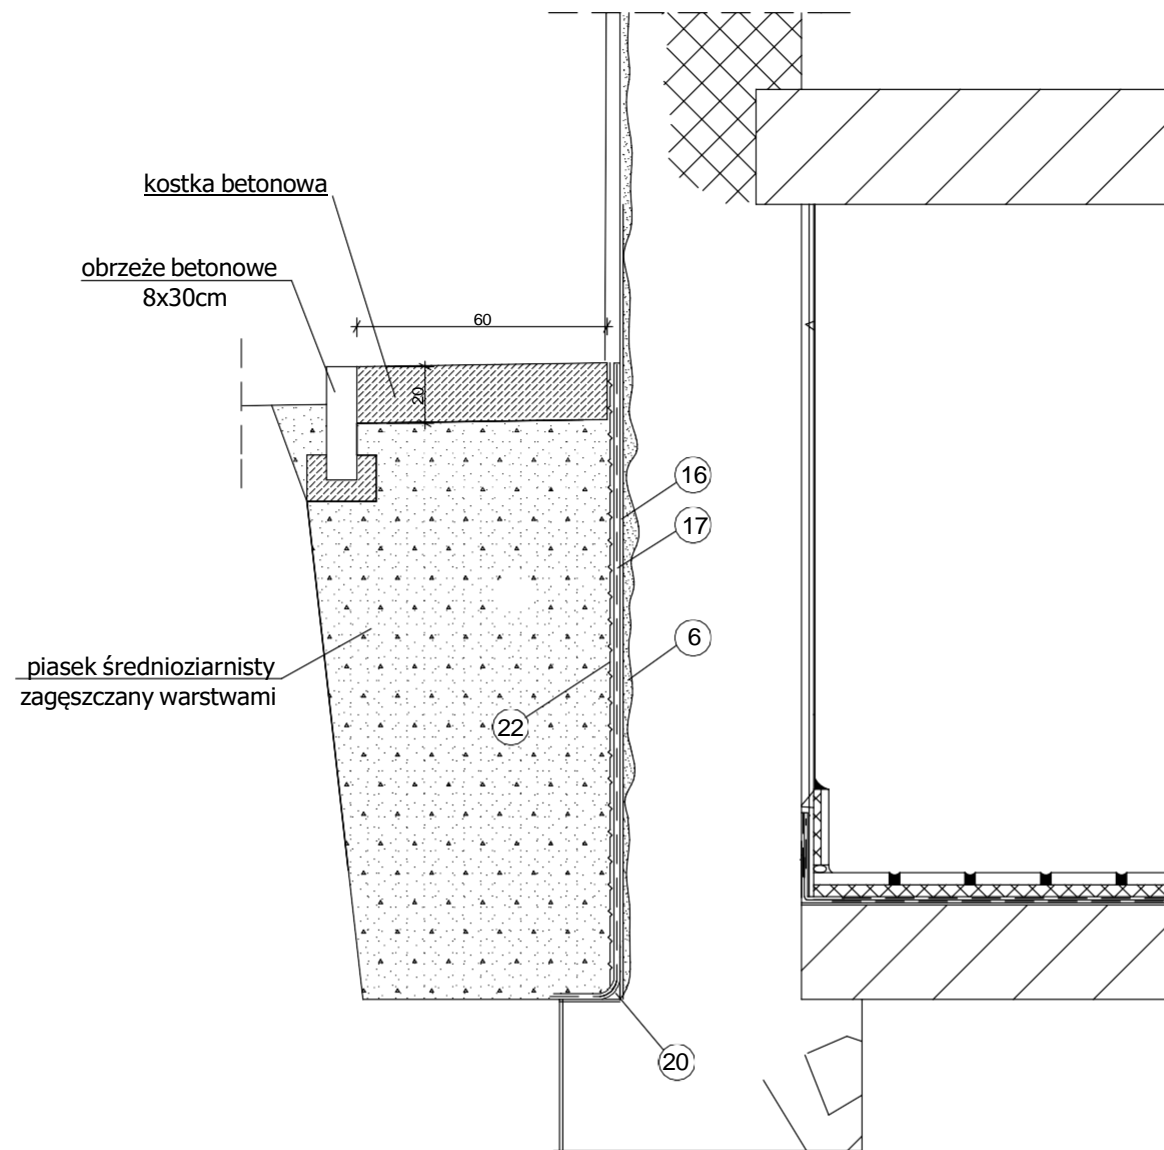 kostka betonowa
obrzeże betonowe
8x30cm
60
20
16
17
6
piasek średnioziarnisty
zagęszczany warstwami
22
20